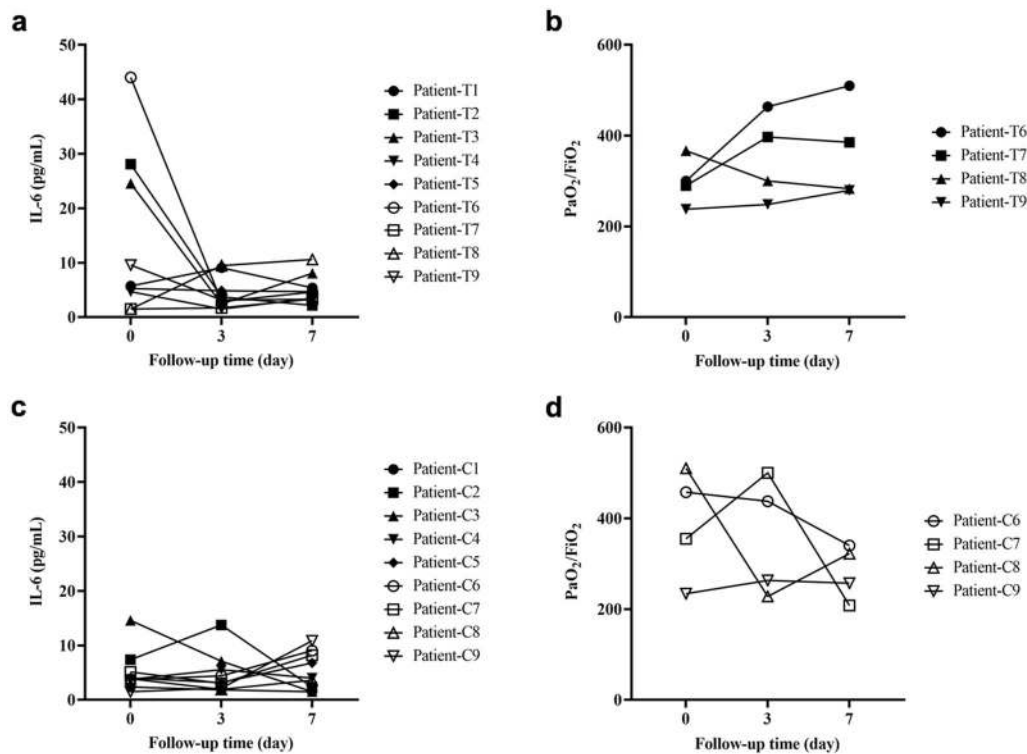 a
IL-6 (pg/mL)
50
40
30
20
10
0
0 3 7
Follow-up time (day)
Patient-T1
Patient-T2
Patient-T3
Patient-T4
Patient-T5
Patient-T6
Patient-T7
Patient-T8
Patient-T9
b
PaO₂/FiO₂
600
400
200
0
0 3 7
Follow-up time (day)
Patient-T6
Patient-T7
Patient-T8
Patient-T9
c
IL-6 (pg/mL)
50
40
30
20
10
0
0 3 7
Follow-up time (day)
Patient-C1
Patient-C2
Patient-C3
Patient-C4
Patient-C5
Patient-C6
Patient-C7
Patient-C8
Patient-C9
d
PaO₂/FiO₂
600
400
200
0
0 3 7
Follow-up time (day)
Patient-C6
Patient-C7
Patient-C8
Patient-C9